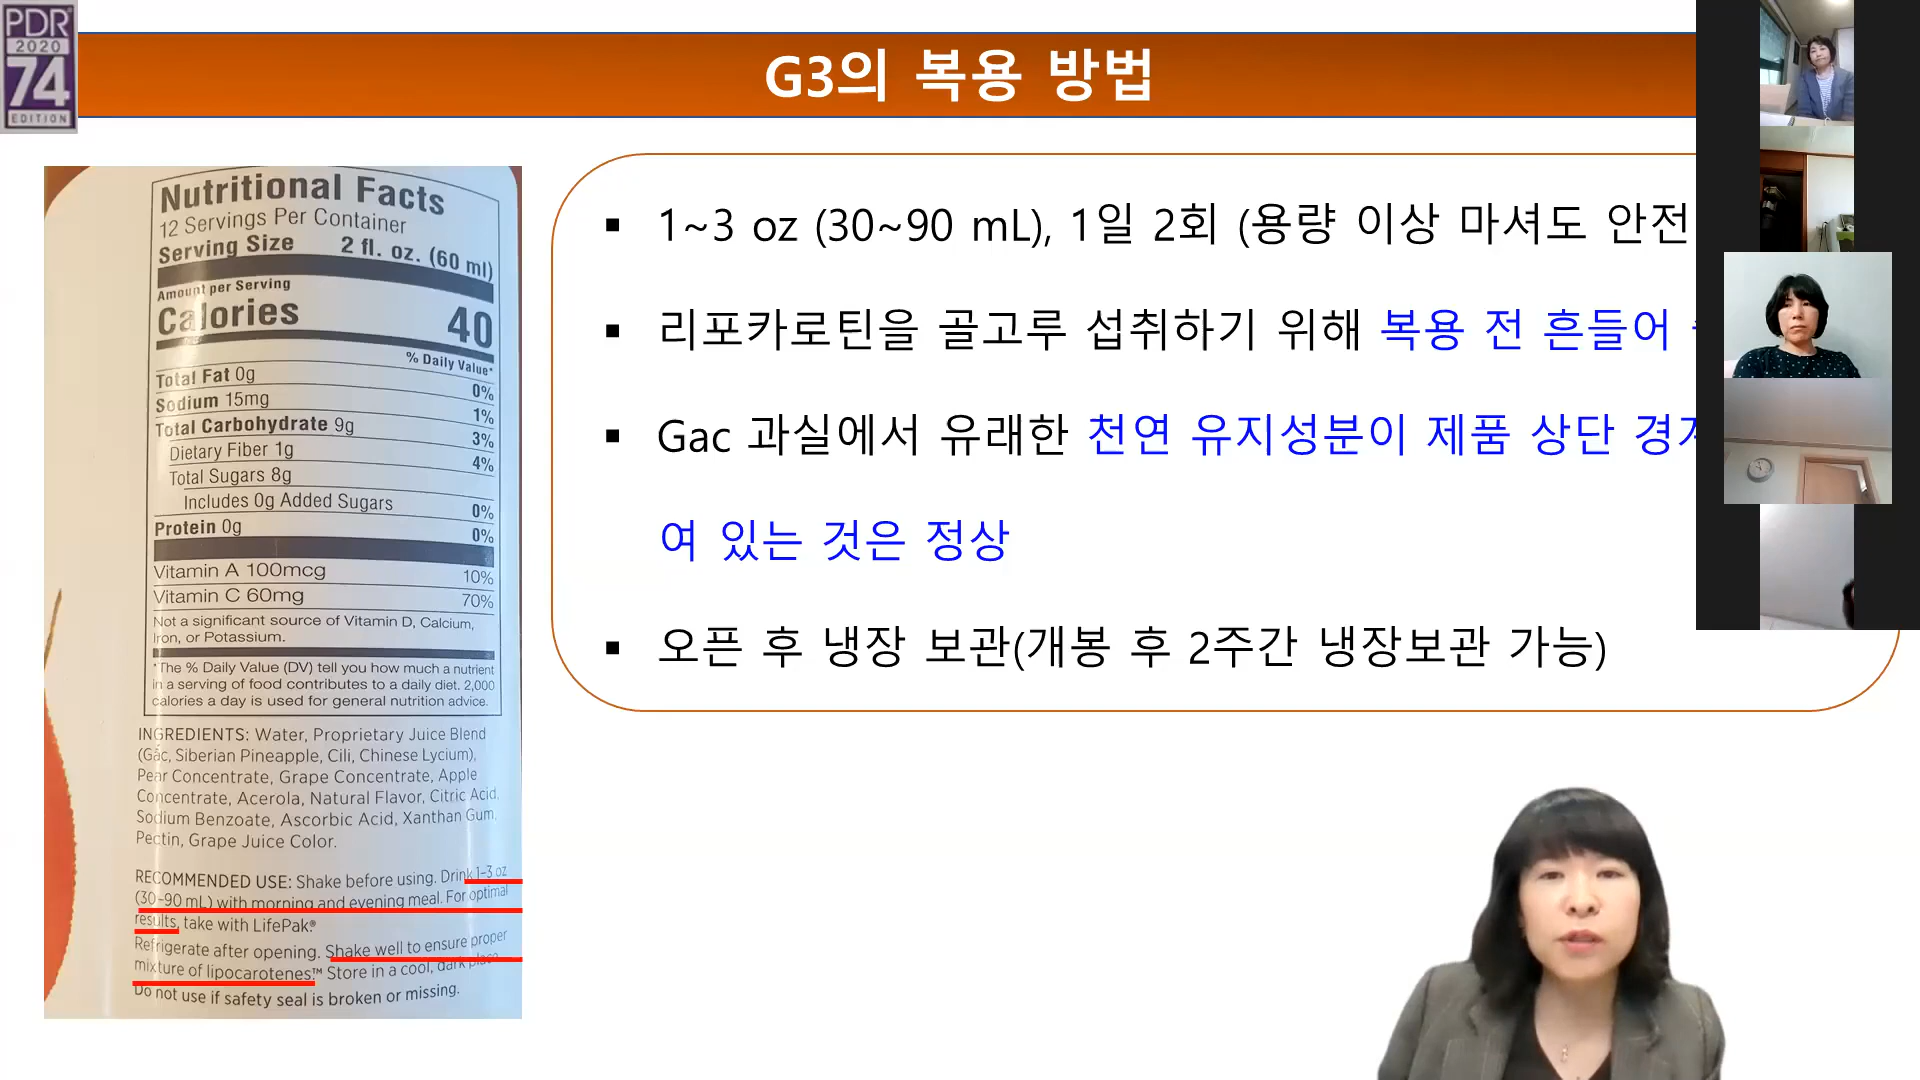 PDR
2020
74
EDITION
G3의 복용 방법
Nutritional Facts
12 Servings Per Container
Serving Size 2 fl. oz. (60 ml)
Amount per Serving
Calories 40
% Daily Value*
Total Fat 0g 0%
Sodium 15mg 1%
Total Carbohydrate 9g 3%
Dietary Fiber 1g 4%
Total Sugars 8g
Includes 0g Added Sugars 0%
Protein 0g 0%
Vitamin A 100mcg 10%
Vitamin C 60mg 70%
Not a significant source of Vitamin D, Calcium,
Iron, or Potassium.
*The % Daily Value (DV) tell you how much a nutrient
in a serving of food contributes to a daily diet. 2,000
calories a day is used for general nutrition advice.
INGREDIENTS: Water, Proprietary Juice Blend
(Gâc, Siberian Pineapple, Cili, Chinese Lycium),
Pear Concentrate, Grape Concentrate, Apple
Concentrate, Acerola, Natural Flavor, Citric Acid,
Sodium Benzoate, Ascorbic Acid, Xanthan Gum,
Pectin, Grape Juice Color.
RECOMMENDED USE: Shake before using. Drink 1-3 oz
(30-90 mL) with morning and evening meal. For optimal
results, take with LifePak®
Refrigerate after opening. Shake well to ensure proper
mixture of lipocarotenes.™ Store in a cool, dark place.
Do not use if safety seal is broken or missing.
▪ 1~3 oz (30~90 mL), 1일 2회 (용량 이상 마셔도 안전
▪ 리포카로틴을 골고루 섭취하기 위해 복용 전 흔들어
▪ Gac 과실에서 유래한 천연 유지성분이 제품 상단
여 있는 것은 정상
▪ 오픈 후 냉장 보관(개봉 후 2주간 냉장보관 가능)